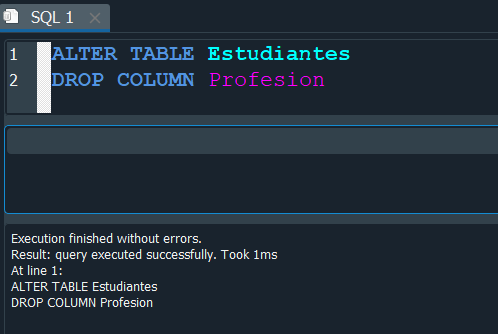 SQL 1
1 ALTER TABLE Estudiantes
2 DROP COLUMN Profesion
Execution finished without errors.
Result: query executed successfully. Took 1ms
At line 1:
ALTER TABLE Estudiantes
DROP COLUMN Profesion